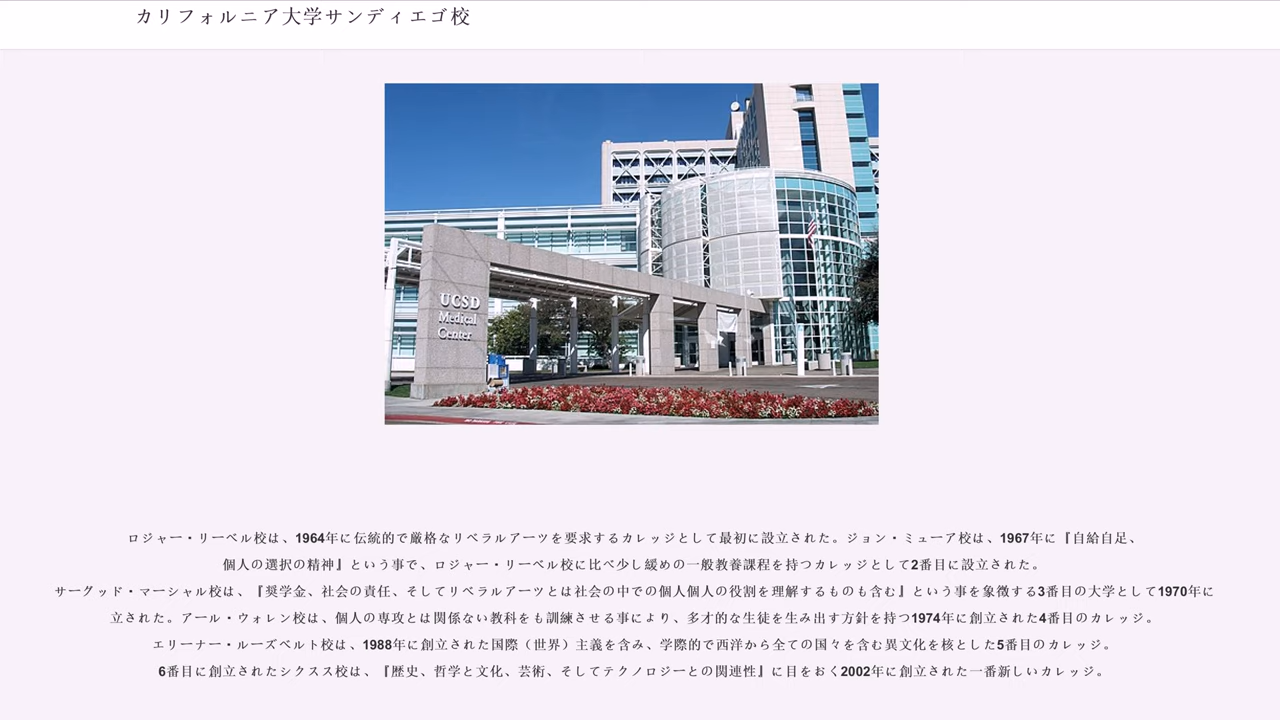 カリフォルニア大学サンディエゴ校
UCSD
Medical
Center
ロジャー・リーベル校は、1964年に伝統的で厳格なリベラルアーツを要求するカレッジとして最初に設立された。ジョン・ミューア校は、1967年に『自給自足、
個人の選択の精神』という事で、ロジャー・リーベル校に比べ少し緩めの一般教養課程を持つカレッジとして2番目に設立された。
サーグッド・マーシャル校は、『奨学金、社会の責任、そしてリベラルアーツとは社会の中での個人個人の役割を理解するものも含む』という事を象徴する3番目の大学として1970年に
立された。アール・ウォレン校は、個人の専攻とは関係ない教科をも訓練させる事により、多才的な生徒を生み出す方針を持つ1974年に創立された4番目のカレッジ。
エリーナー・ルーズベルト校は、1988年に創立された国際（世界）主義を含み、学際的で西洋から全ての国々を含む異文化を核とした5番目のカレッジ。
6番目に創立されたシクスス校は、『歴史、哲学と文化、芸術、そしてテクノロジーとの関連性』に目をおく2002年に創立された一番新しいカレッジ。